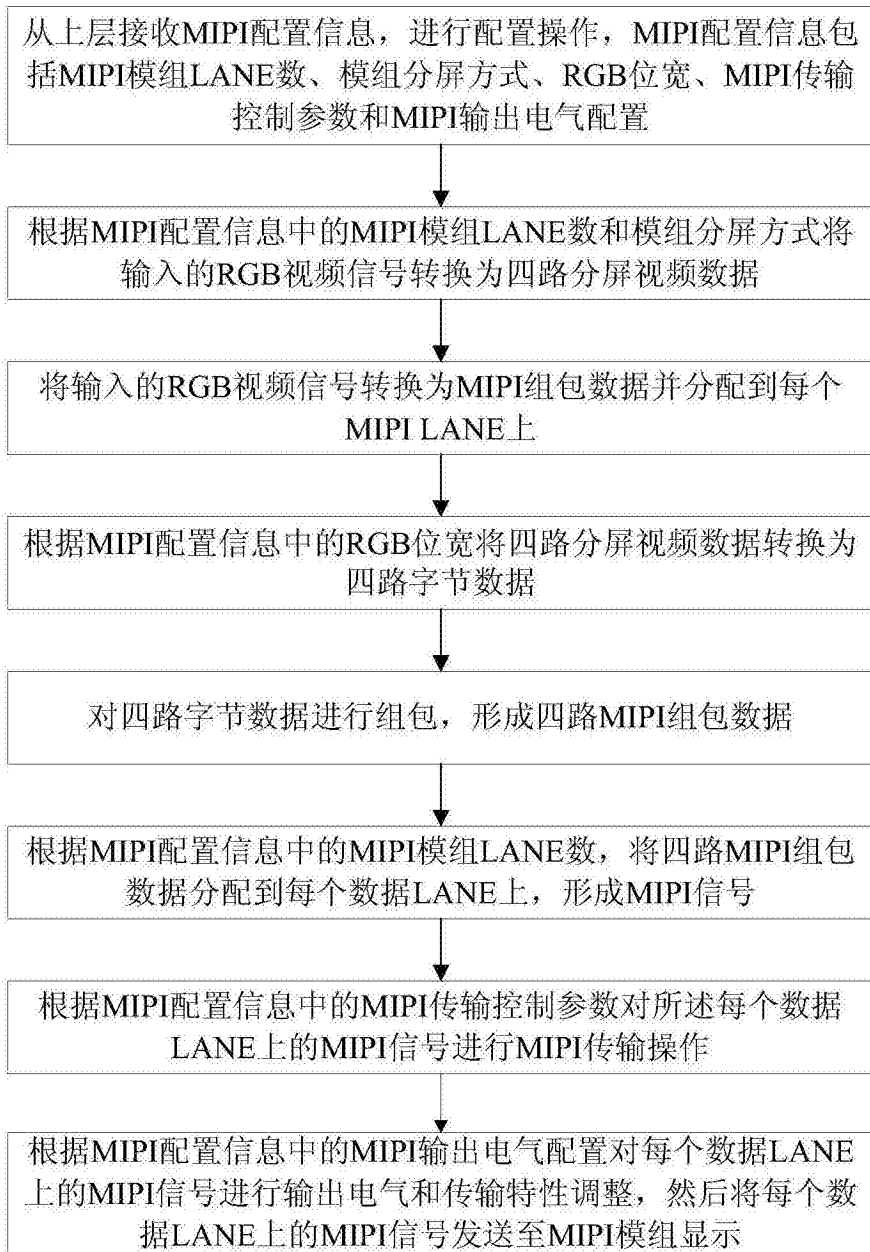 从上层接收MIPI配置信息，进行配置操作，MIPI配置信息包
括MIPI模组LANE数、模组分屏方式、RGB位宽、MIPI传输
控制参数和MIPI输出电气配置
根据MIPI配置信息中的MIPI模组LANE数和模组分屏方式将
输入的RGB视频信号转换为四路分屏视频数据
将输入的RGB视频信号转换为MIPI组包数据并分配到每个
MIPI LANE上
根据MIPI配置信息中的RGB位宽将四路分屏视频数据转换为
四路字节数据
对四路字节数据进行组包，形成四路MIPI组包数据
根据MIPI配置信息中的MIPI模组LANE数，将四路MIPI组包
数据分配到每个数据LANE上，形成MIPI信号
根据MIPI配置信息中的MIPI传输控制参数对所述每个数据
LANE上的MIPI信号进行MIPI传输操作
根据MIPI配置信息中的MIPI输出电气配置对每个数据LANE
上的MIPI信号进行输出电气和传输特性调整，然后将每个数
据LANE上的MIPI信号发送至MIPI模组显示